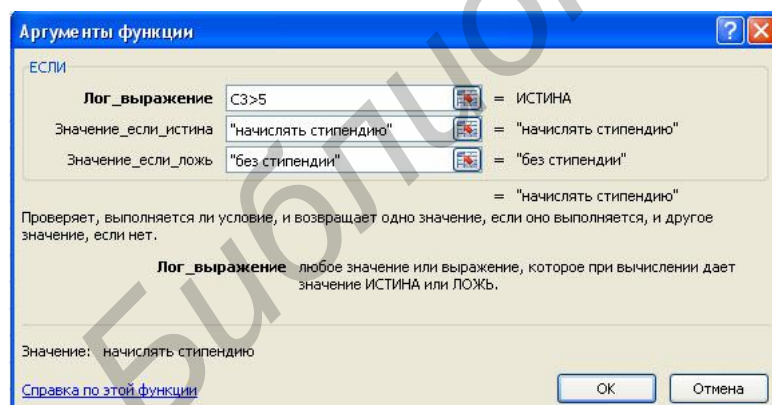 Аргументы функции
ЕСЛИ
Лог_выражение C3>5 = ИСТИНА
Значение_если_истина "начислять стипендию" = "начислять стипендию"
Значение_если_ложь "без стипендии" = "без стипендии"
= "начислять стипендию"
Проверяет, выполняется ли условие, и возвращает одно значение, если оно выполняется, и другое
значение, если нет.
Лог_выражение любое значение или выражение, которое при вычислении дает
значение ИСТИНА или ЛОЖЬ.
Значение: начислять стипендию
Справка по этой функции OK Отмена
Библио